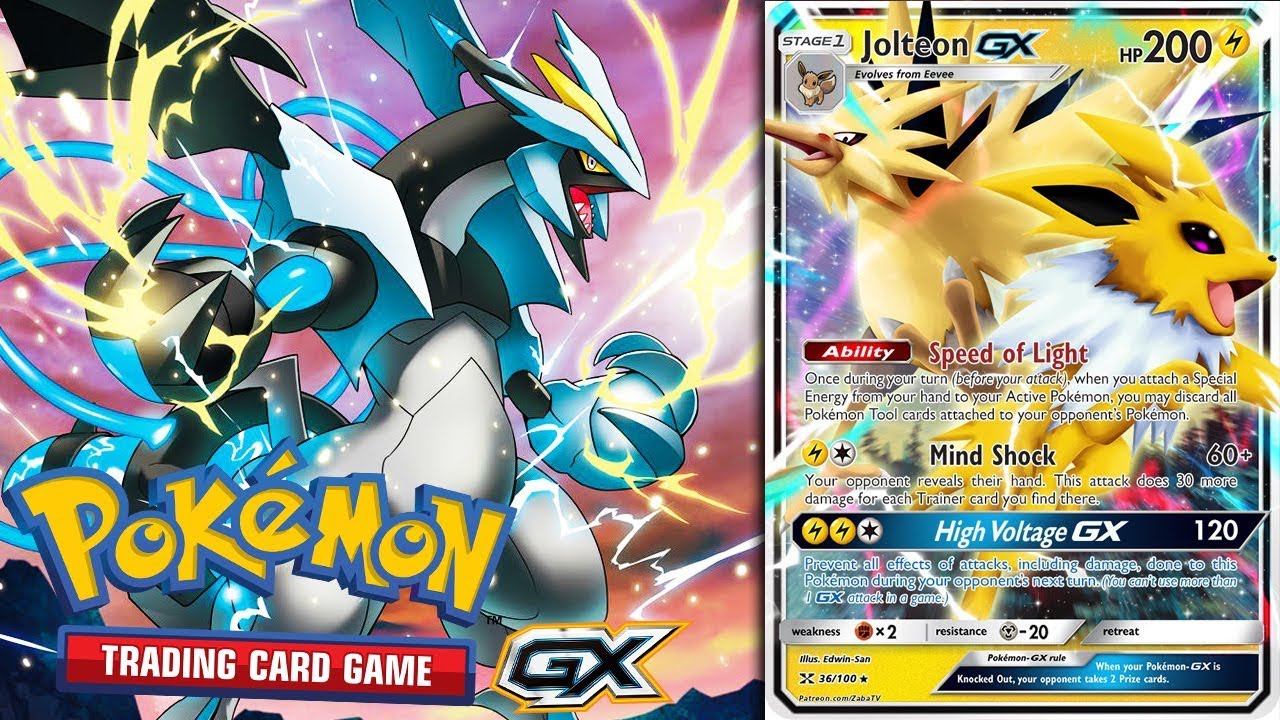 POKéMON
™
TRADING CARD GAME
GX
STAGE 1 Jolteon GX HP 200
Evolves from Eevee
Ability Speed of Light
Once during your turn (before your attack), when you attach a Special
Energy from your hand to your Active Pokémon, you may discard all
Pokémon Tool cards attached to your opponent's Pokémon.
Mind Shock 60+
Your opponent reveals their hand. This attack does 30 more
damage for each Trainer card you find there.
High Voltage GX 120
Prevent all effects of attacks, including damage, done to this
Pokémon during your opponent's next turn. (You can't use more than
1 GX attack in a game.)
weakness ×2 resistance -20 retreat
Illus. Edwin-San
36/100 ★
Patreon.com/ZabaTV
Pokémon-GX rule
When your Pokémon-GX is
Knocked Out, your opponent takes 2 Prize cards.